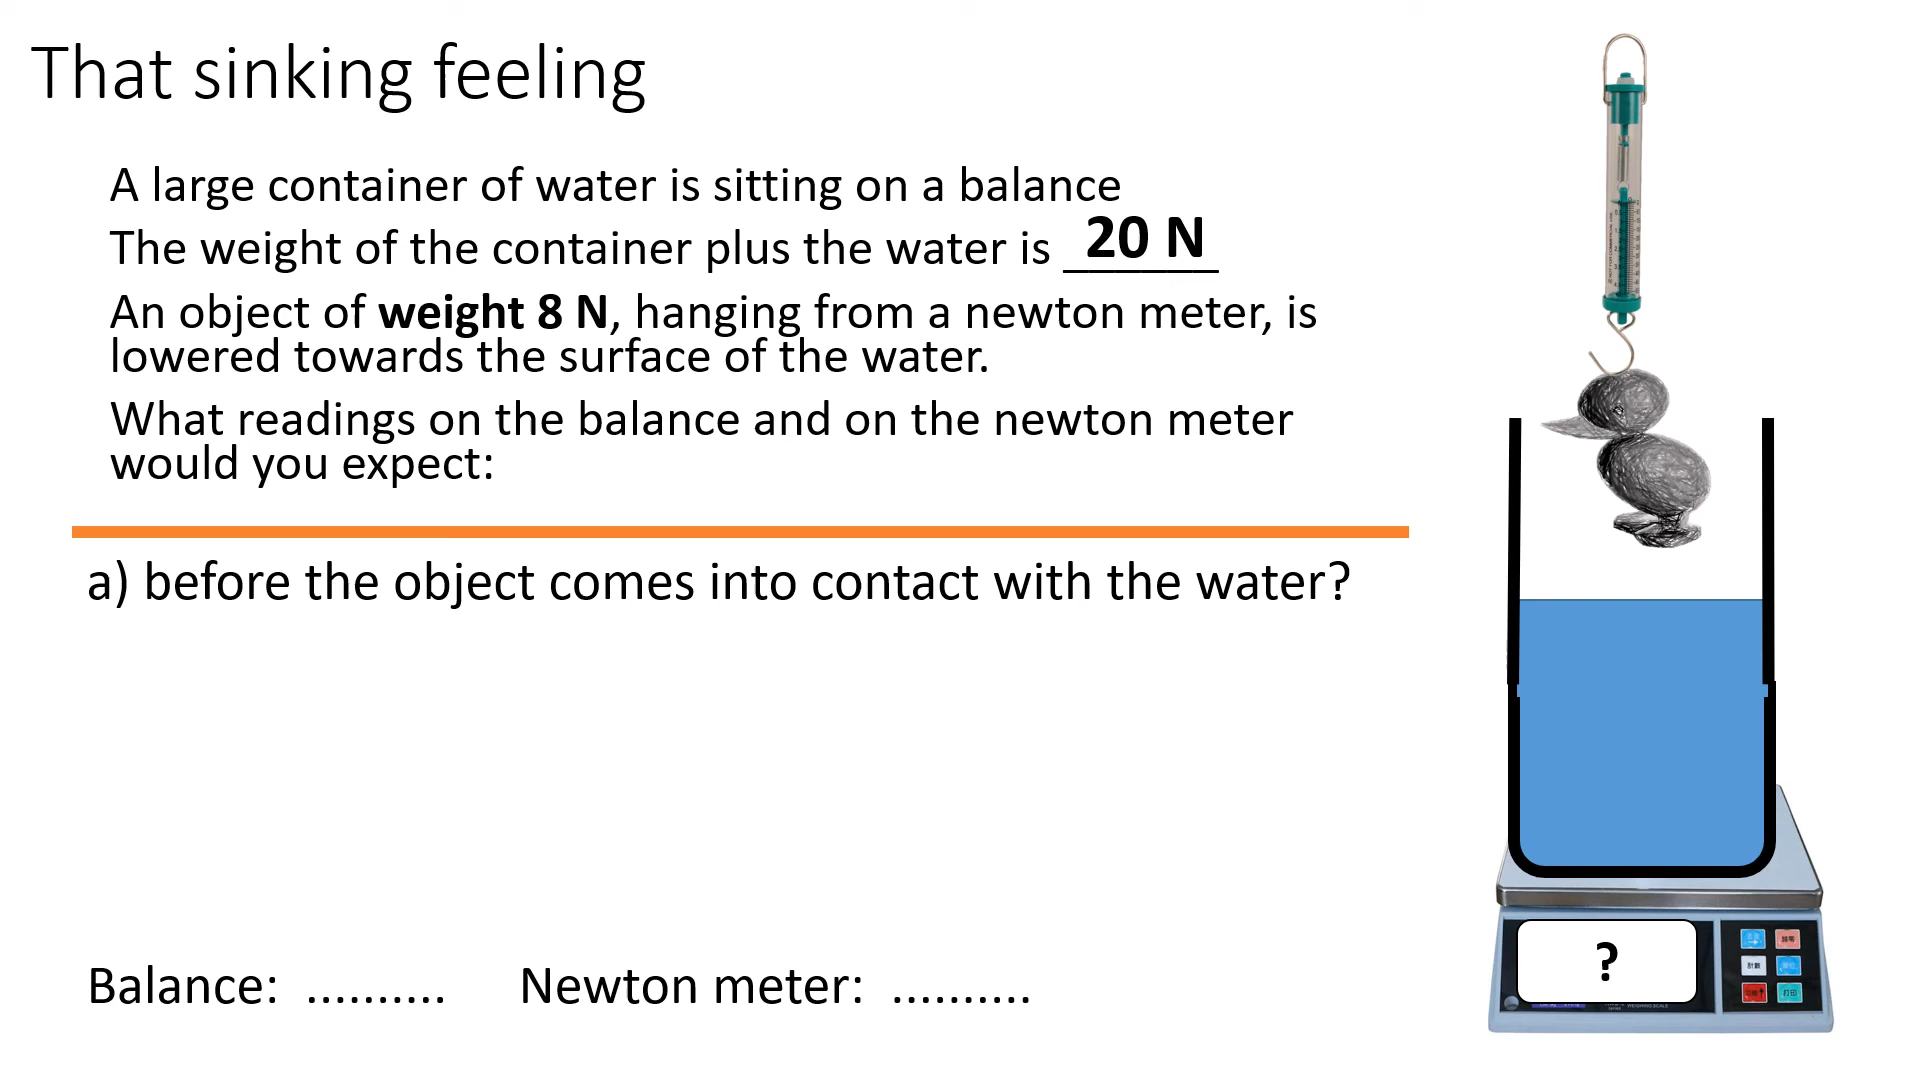 That sinking feeling
A large container of water is sitting on a balance
The weight of the container plus the water is 20 N
An object of weight 8 N, hanging from a newton meter, is
lowered towards the surface of the water.
What readings on the balance and on the newton meter
would you expect:
a) before the object comes into contact with the water?
Balance: .......... Newton meter: ..........
?